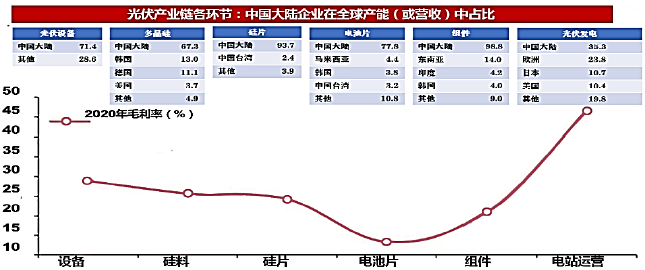 光伏产业链各环节：中国大陆企业在全球产能（或营收）中占比
光伏设备
中国大陆 71.4
其他 28.6
多晶硅
中国大陆 67.3
韩国 13.0
德国 11.1
美国 3.7
其他 4.9
硅片
中国大陆 93.7
中国台湾 2.4
其他 3.9
电池片
中国大陆 77.8
马来西亚 4.4
韩国 3.8
中国台湾 3.2
其他 10.8
组件
中国大陆 98.8
东南亚 14.0
印度 4.2
韩国 4.0
其他 9.0
光伏发电
中国大陆 35.3
欧洲 23.8
日本 10.7
美国 10.4
其他 19.8
2020年毛利率（%）
50
45
40
35
30
25
20
15
10
设备 硅料 硅片 电池片 组件 电站运营